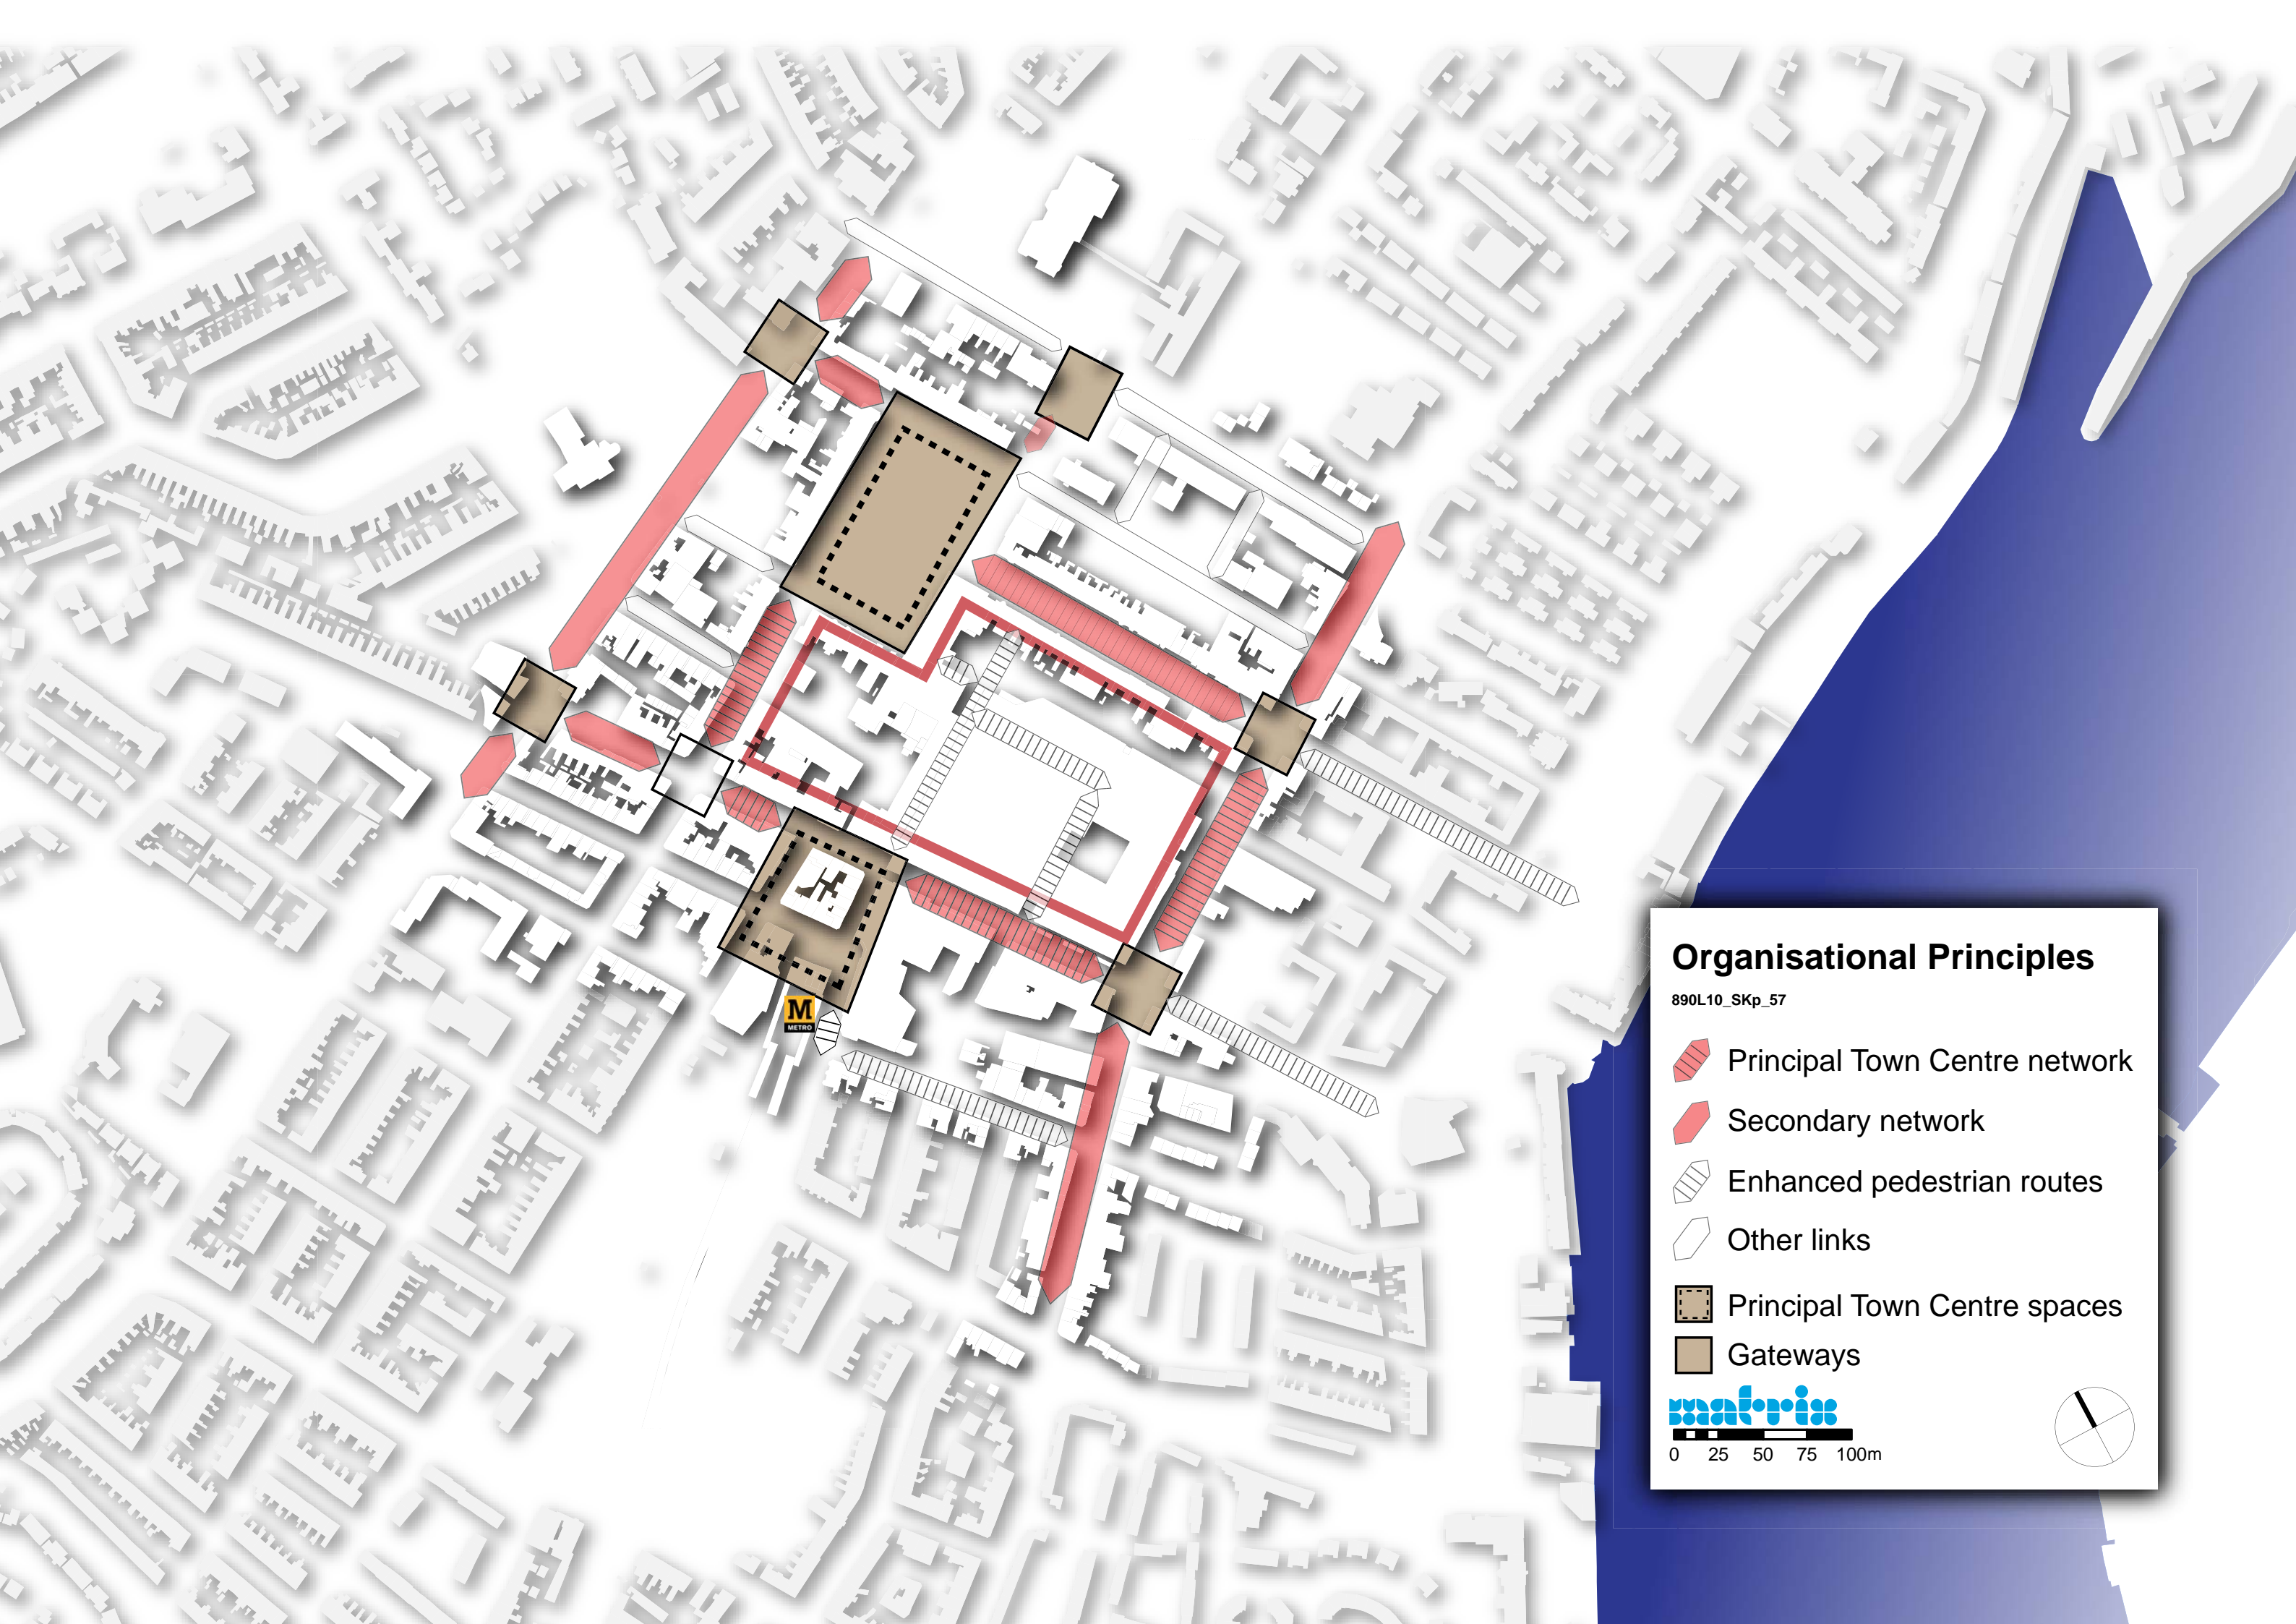 M
METRO
Organisational Principles
890L10_SKp_57
Principal Town Centre network
Secondary network
Enhanced pedestrian routes
Other links
Principal Town Centre spaces
Gateways
matrix
0 25 50 75 100m